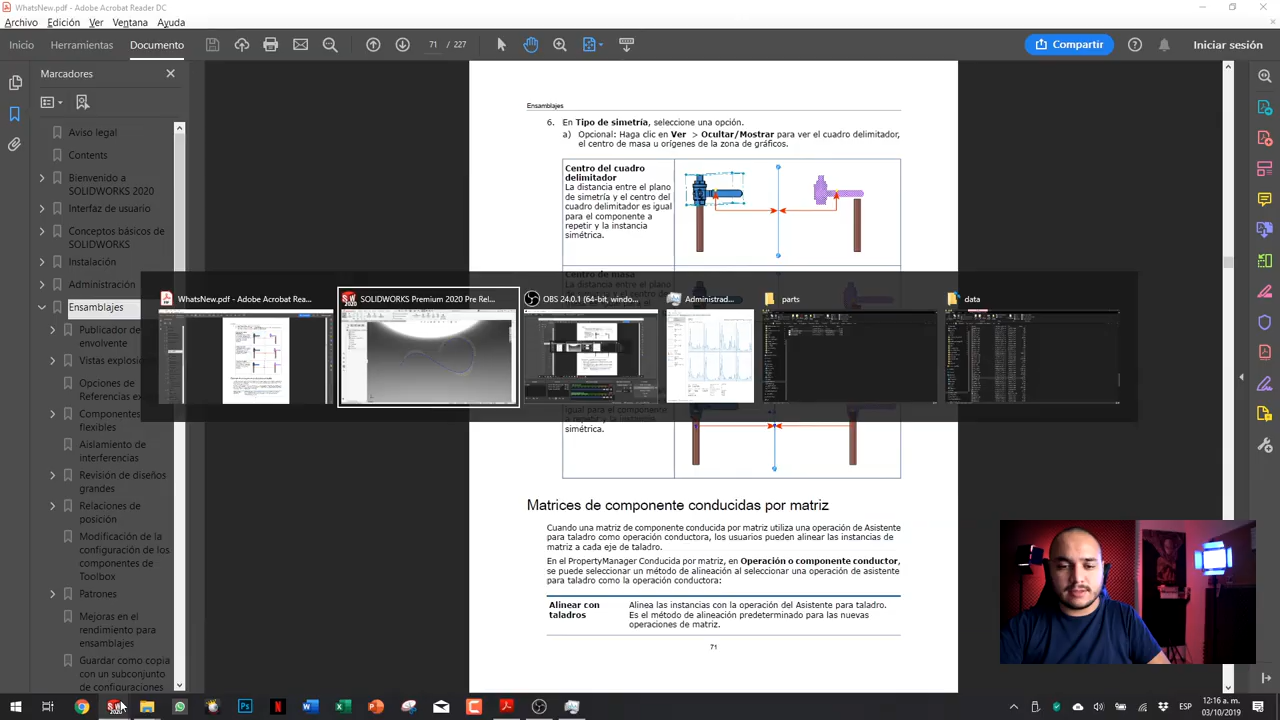 WhatsNew.pdf - Adobe Acrobat Reader DC
Archivo Edición Ver Ventana Ayuda
Inicio Herramientas Documento
71 / 227
Compartir
Iniciar sesión
Marcadores
Aviso legal
Contents
Bienvenido a
SOLIDWORKS 2020
Interfaz de usuario
Conceptos básicos de
SOLIDWORKS
Instalación
Administración
Ensamblajes
Vistas explosion
Opciones de
Componentes
flexibles
Aislamiento de
interferencias
Revisión de diseños
grandes
Relaciones de
posición
configuración de los
componentes de
Toolbox
Patrones
Mejoras en el
rendimiento para
ensamblajes
Guardar como copia
con un subconjunto
de configuraciones
Ensamblajes
6. En Tipo de simetría, seleccione una opción.
a) Opcional: Haga clic en Ver > Ocultar/Mostrar para ver el cuadro delimitador,
el centro de masa u orígenes de la zona de gráficos.
Centro del cuadro
delimitador
La distancia entre el plano
de simetría y el centro del
cuadro delimitador es igual
para el componente a
repetir y la instancia
simétrica.
Centro de masa
WhatsNew.pdf - Adobe Acrobat Rea...
SOLIDWORKS Premium 2020 Pre Rel...
OBS 24.0.1 (64-bit, windo...
Administrad...
parts
data
igual para el componente
a repetir y la instancia
simétrica.
Matrices de componente conducidas por matriz
Cuando una matriz de componente conducida por matriz utiliza una operación de Asistente
para taladro como operación conductora, los usuarios pueden alinear las instancias de
matriz a cada eje de taladro.
En el PropertyManager Conducida por matriz, en Operación o componente conductor,
se puede seleccionar un método de alineación al seleccionar una operación de asistente
para taladro como la operación conductora:
Alinear con
taladros
Alinea las instancias con la operación del Asistente para taladro.
Es el método de alineación predeterminado para las nuevas
operaciones de matriz.
71
ESP
12:16 a. m.
03/10/2019